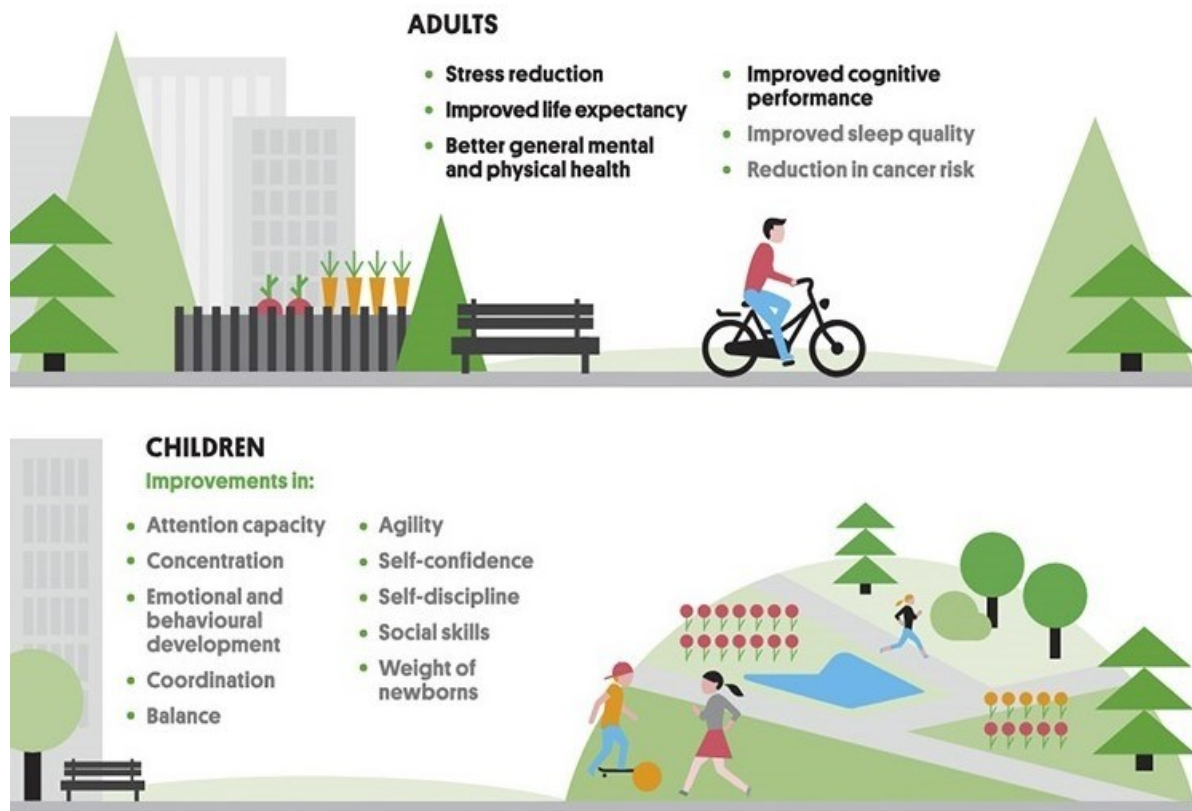 ADULTS
• Stress reduction
• Improved life expectancy
• Better general mental
and physical health
• Improved cognitive
performance
• Improved sleep quality
• Reduction in cancer risk
CHILDREN
Improvements in:
• Attention capacity
• Concentration
• Emotional and
behavioural
development
• Coordination
• Balance
• Agility
• Self-confidence
• Self-discipline
• Social skills
• Weight of
newborns